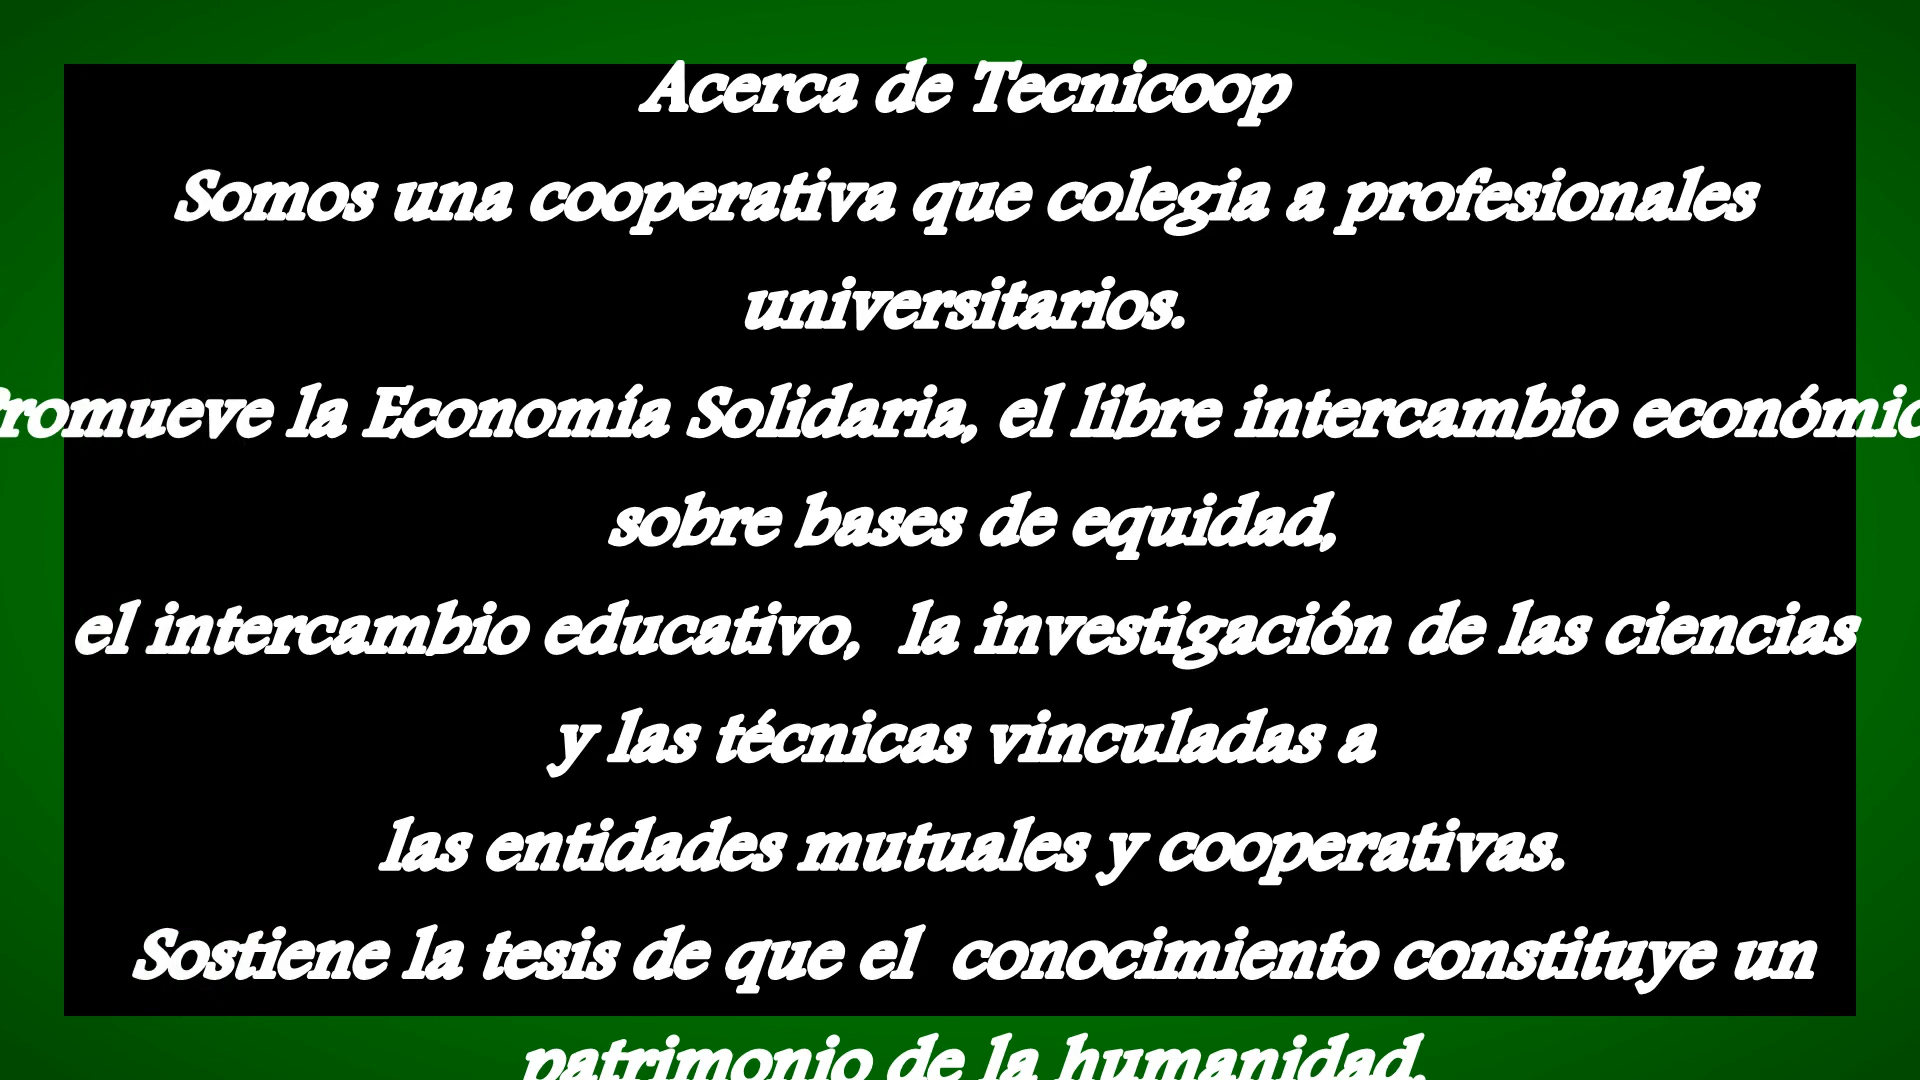 Acerca de Tecnicoop
Somos una cooperativa que colegia a profesionales
universitarios.
Promueve la Economía Solidaria, el libre intercambio económico
sobre bases de equidad,
el intercambio educativo, la investigación de las ciencias
y las técnicas vinculadas a
las entidades mutuales y cooperativas.
Sostiene la tesis de que el conocimiento constituye un
patrimonio de la humanidad.